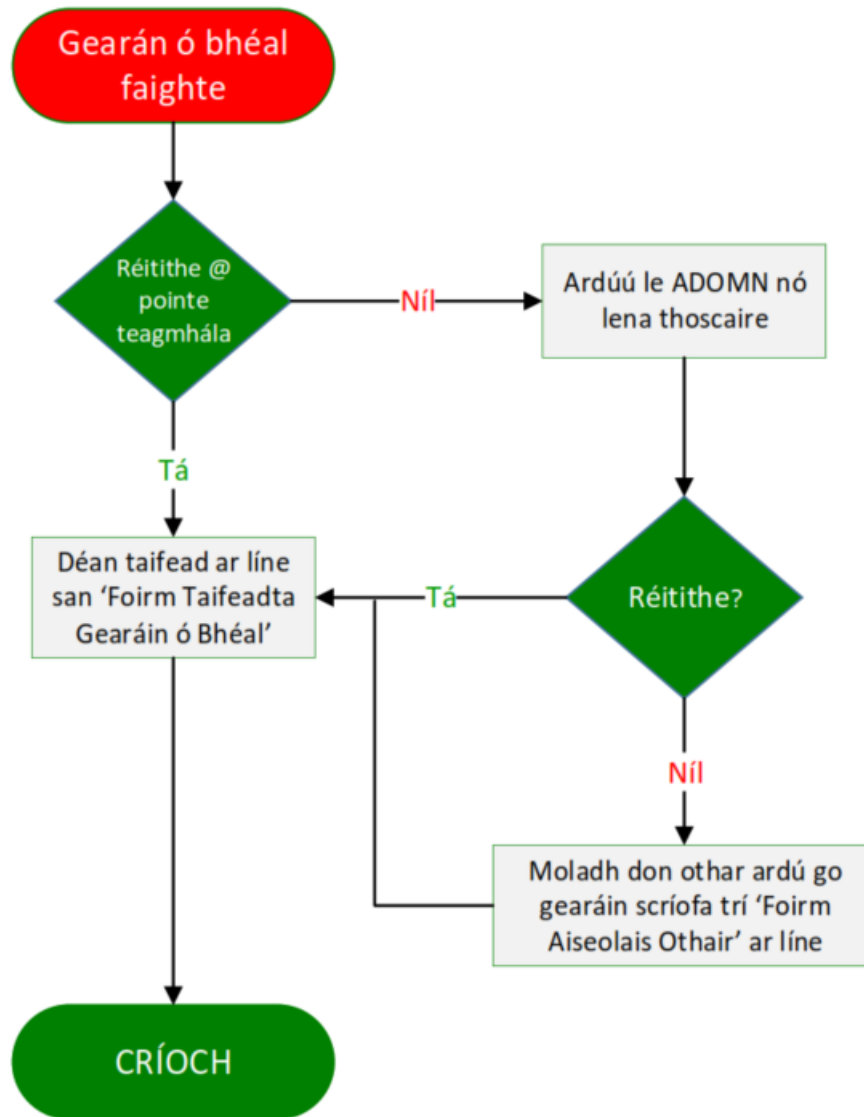 Gearán ó bhéal
faighte
Réitithe @
pointe
teagmhála
Níl
Ardúú le ADOMN nó
lena thoscaire
Tá
Déan taifead ar líne
san ‘Foirm Taifeadta
Gearáin ó Bhéal’
Tá
Réitithe?
Níl
Moladh don othar ardú go
gearáin scríofa trí ‘Foirm
Aiseolais Othair’ ar líne
CRÍOCH